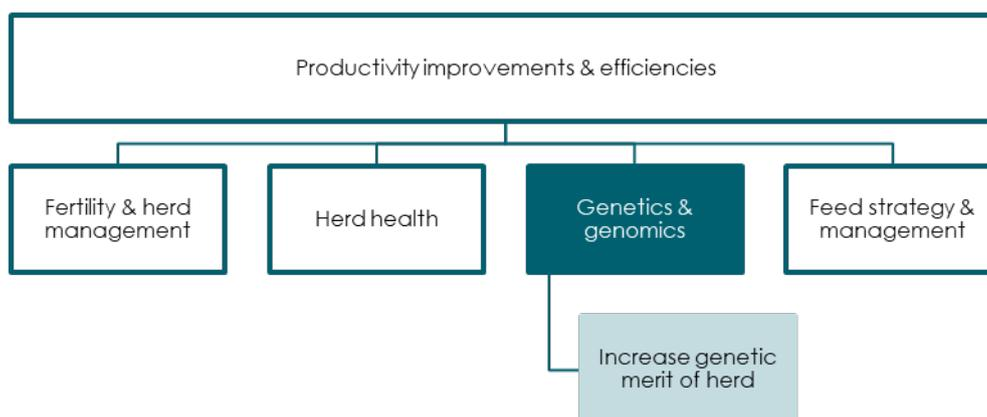 Productivity improvements & efficiencies
Fertility & herd
management
Herd health
Genetics &
genomics
Feed strategy &
management
Increase genetic
merit of herd